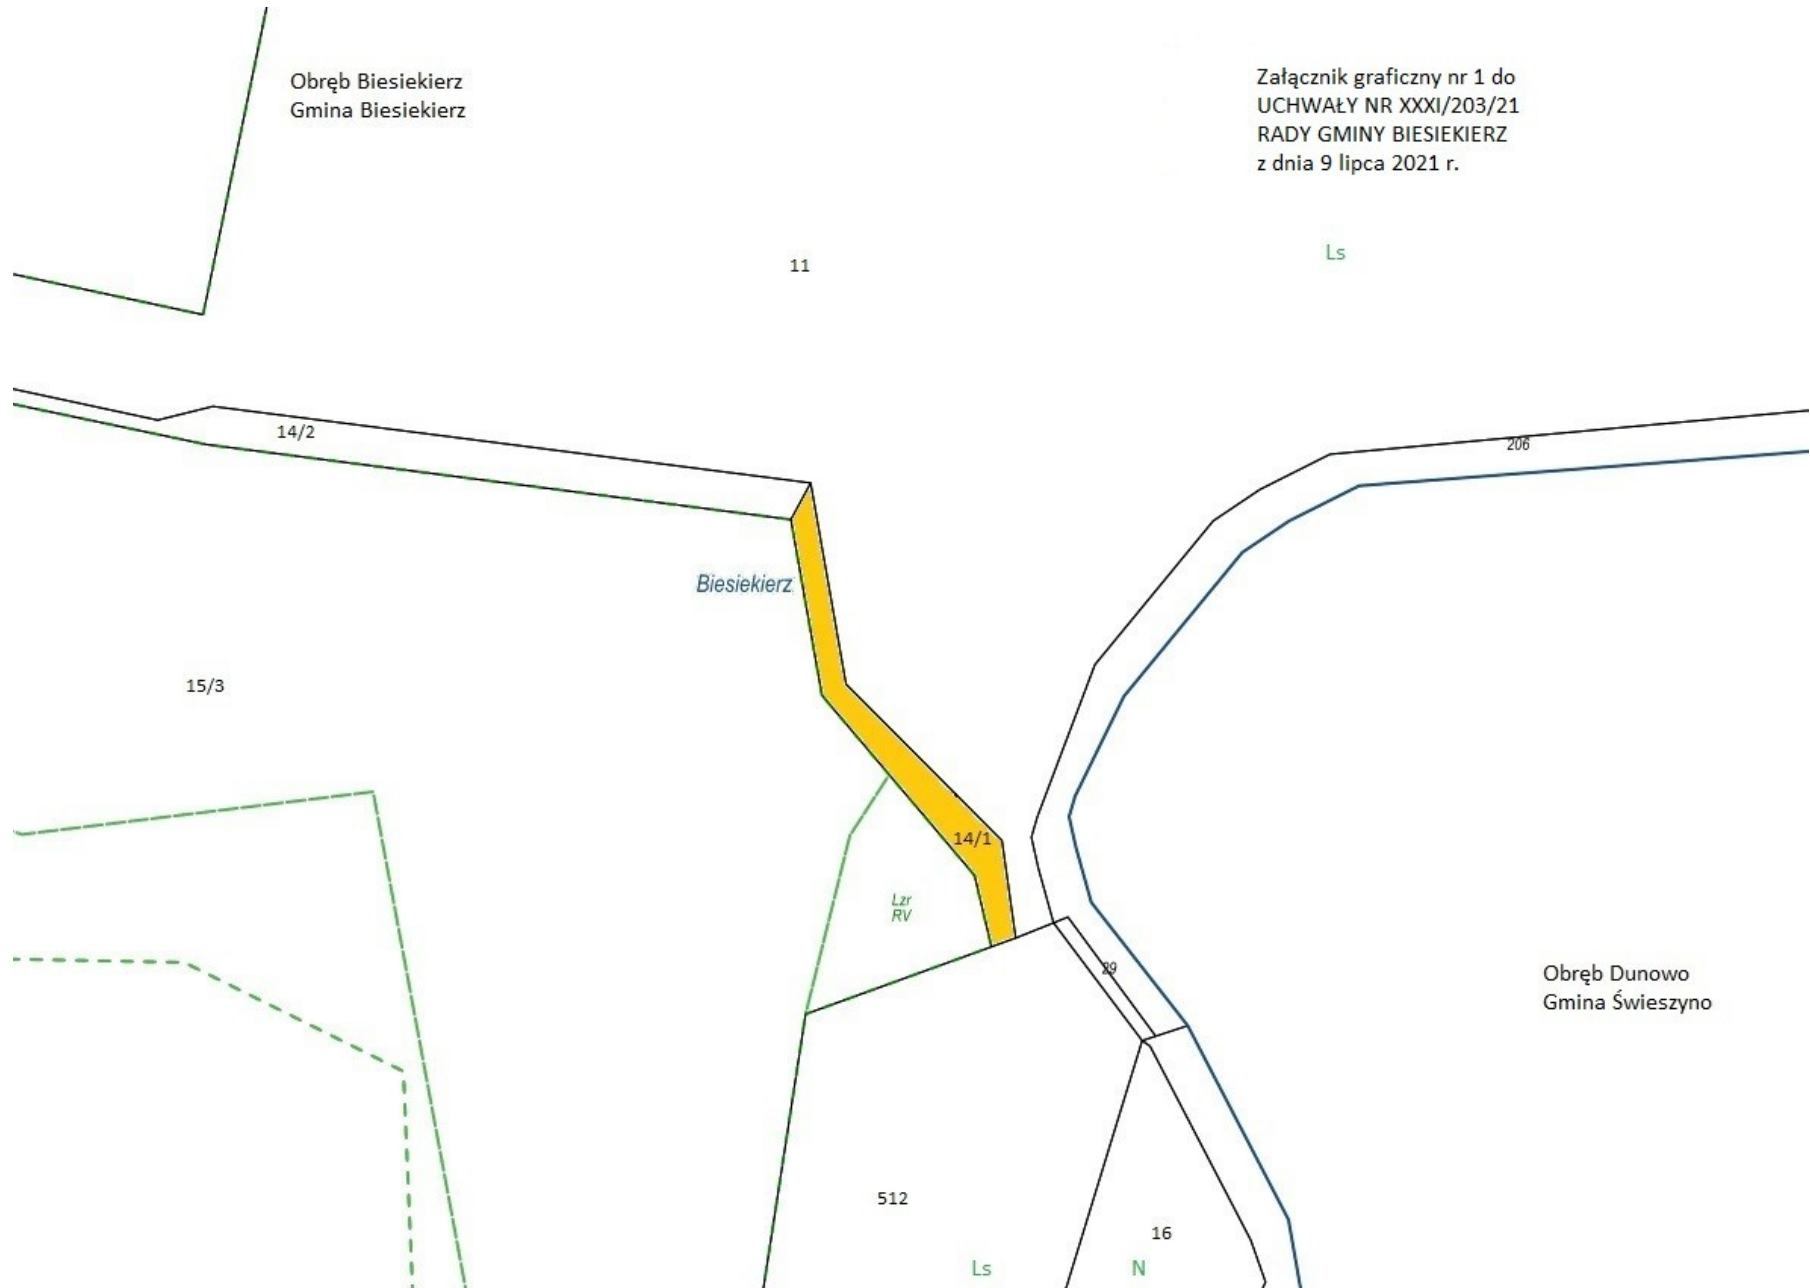 Obręb Biesiekierz
Gmina Biesiekierz
Załącznik graficzny nr 1 do
UCHWAŁY NR XXXI/203/21
RADY GMINY BIESIEKIERZ
z dnia 9 lipca 2021 r.
Ls
11
14/2
206
Biesiekierz
15/3
14/1
Lzr
RV
29
Obręb Dunowo
Gmina Świeszyno
512
16
Ls
N